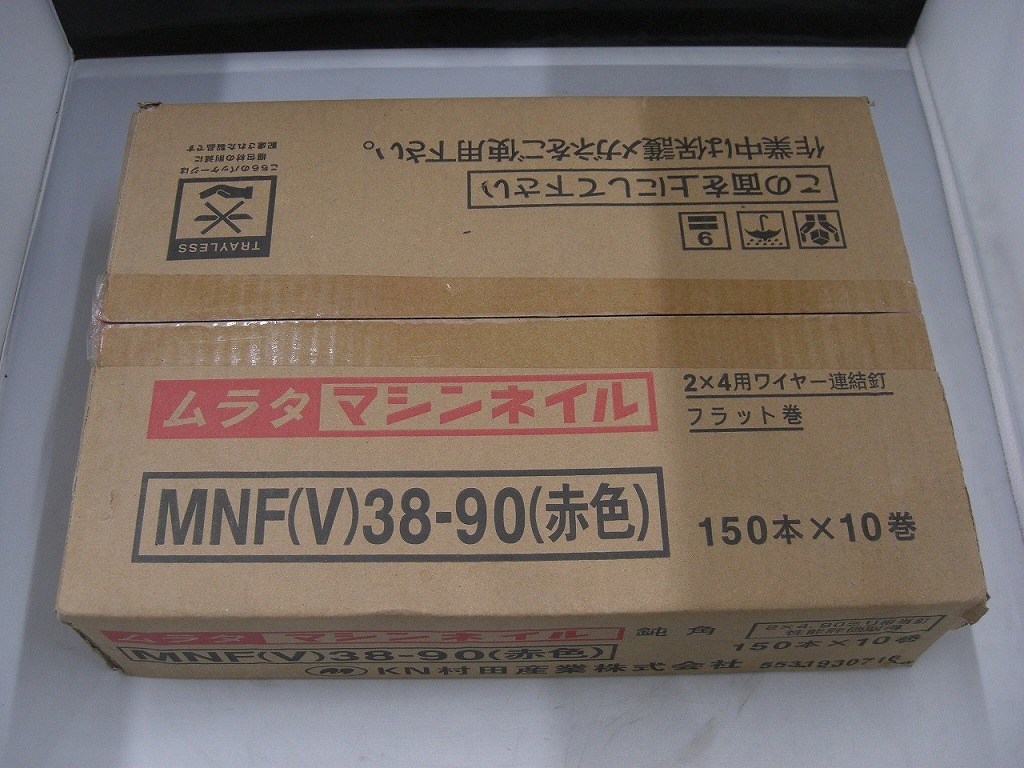 作業中は保護メガネをご使用下さい。
この面を上にして下さい
9
こちらのパッケージは
梱包材の削減に
配慮された製品です
TRAYLESS
ムラタ マシンネイル
2×4用ワイヤー連結釘
フラット巻
MNF(V)38-90(赤色)
150本×10巻
ムラタ マシンネイル
鈍角
MNF(V)38-90(赤色)
150本×10巻
KN村田産業株式会社